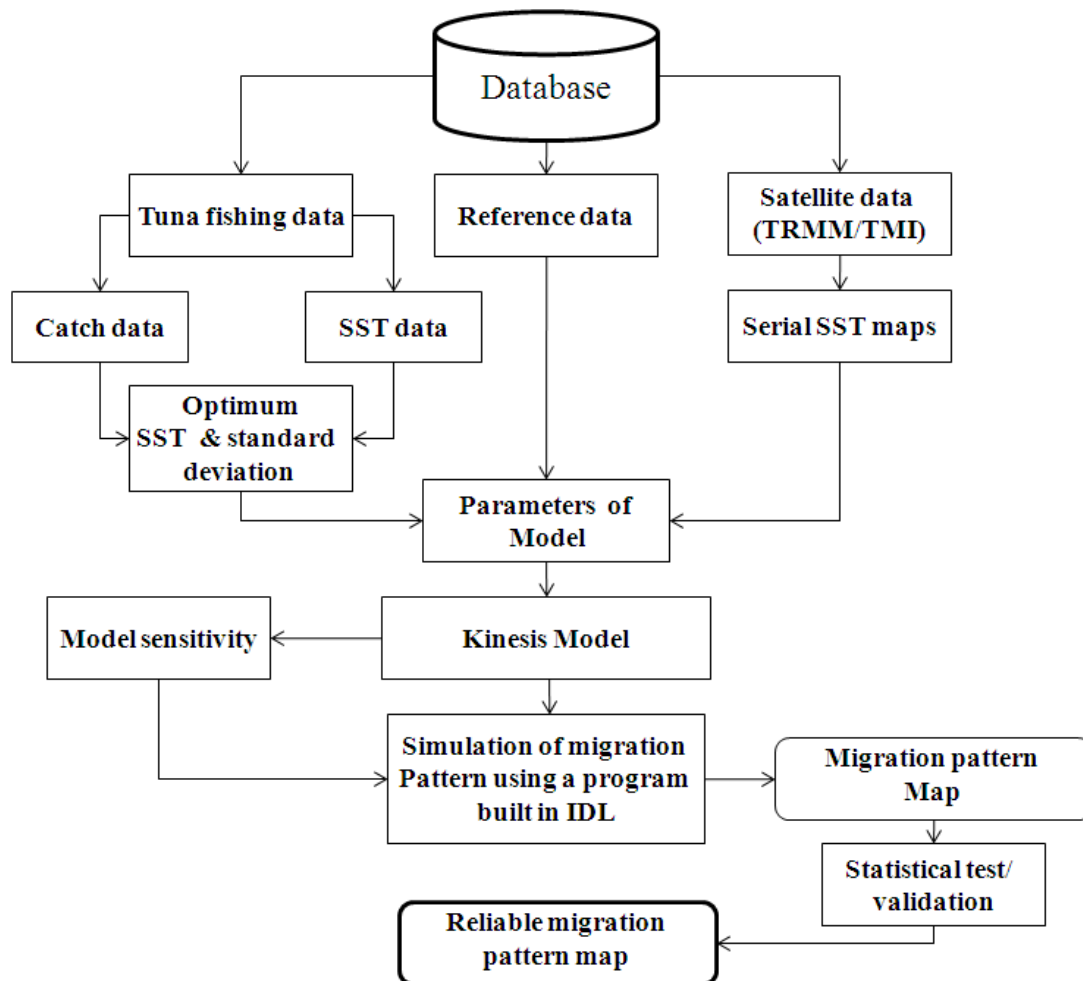 Database
Tuna fishing data
Reference data
Satellite data
(TRMM/TMI)
Catch data
SST data
Serial SST maps
Optimum
SST & standard
deviation
Parameters of
Model
Model sensitivity
Kinesis Model
Simulation of migration
Pattern using a program
built in IDL
Migration pattern
Map
Statistical test/
validation
Reliable migration
pattern map